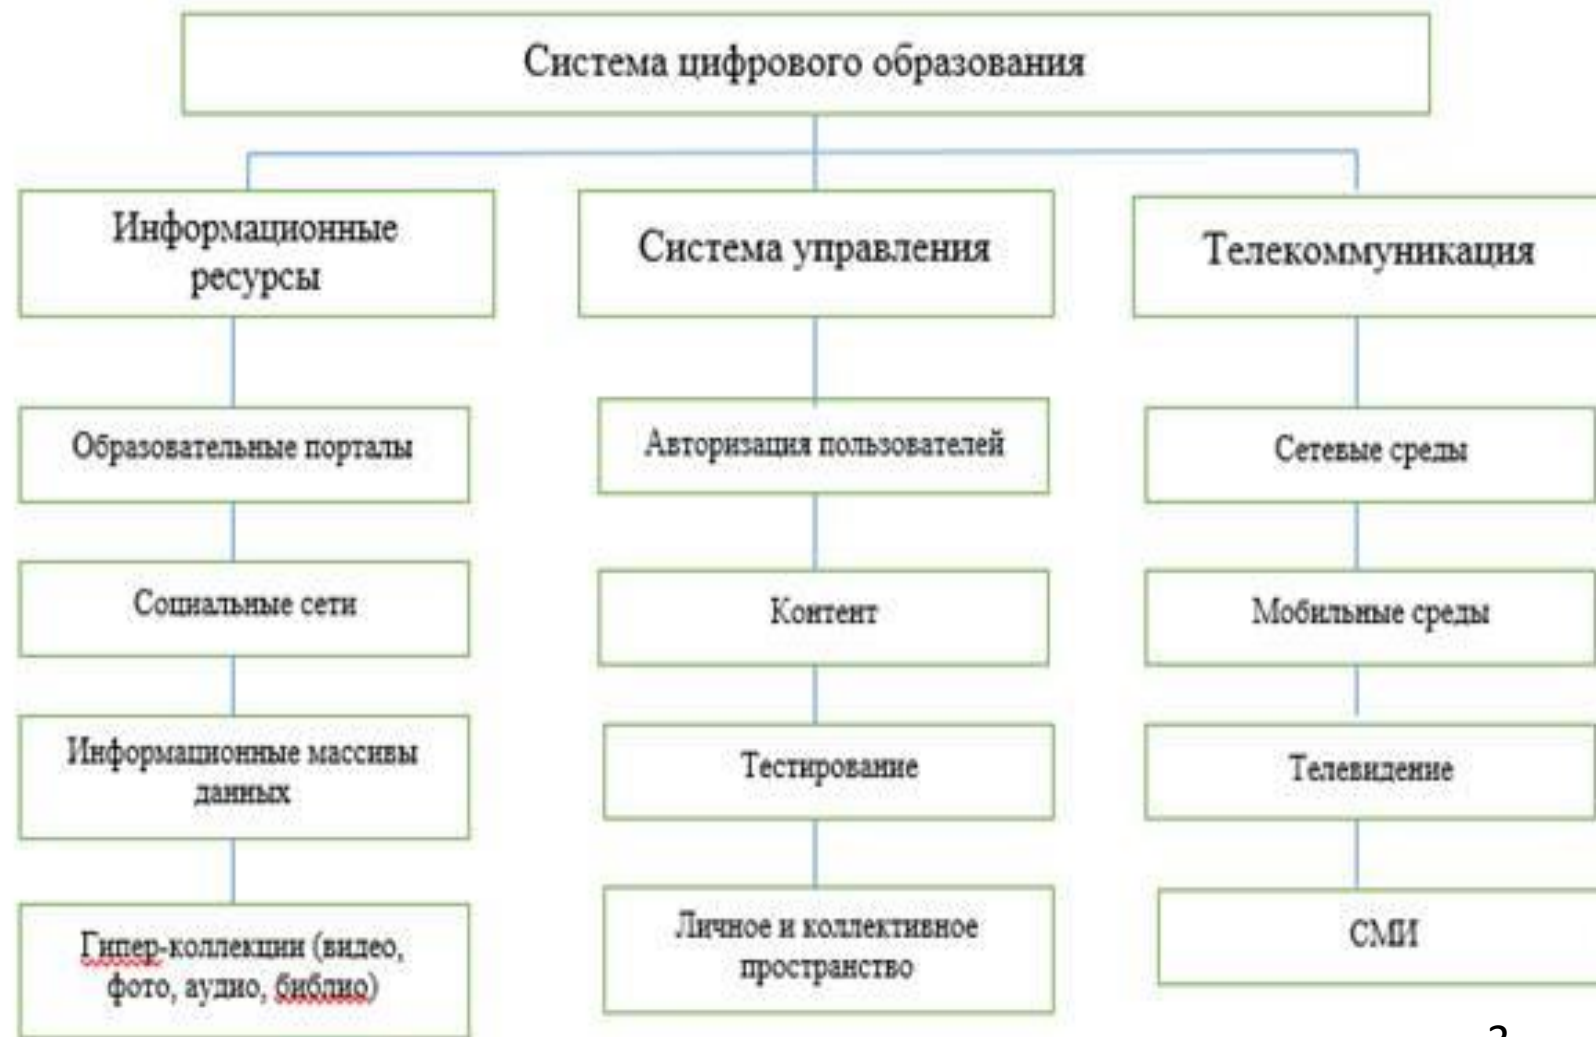 Система цифрового образования
Информационные
ресурсы
Система управления
Телекоммуникация
Образовательные порталы
Авторизация пользователей
Сетевые среды
Социальные сети
Контент
Мобильные среды
Информационные массивы
данных
Тестирование
Телевидение
Гипер-коллекции (видео,
фото, аудио, библио)
Личное и коллективное
пространство
СМИ